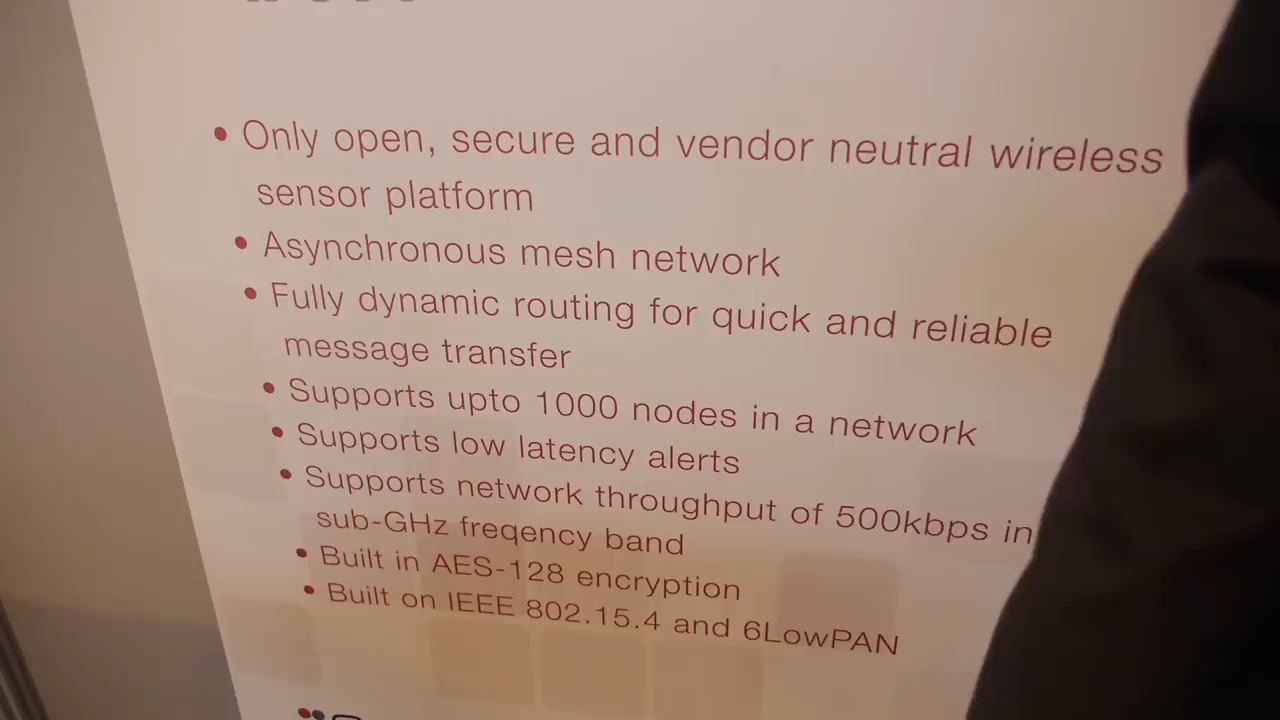 • Only open, secure and vendor neutral wireless
sensor platform
• Asynchronous mesh network
• Fully dynamic routing for quick and reliable
message transfer
• Supports upto 1000 nodes in a network
• Supports low latency alerts
• Supports network throughput of 500kbps in
sub-GHz freqency band
• Built in AES-128 encryption
• Built on IEEE 802.15.4 and 6LowPAN